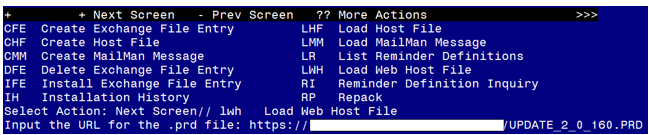 + + Next Screen - Prev Screen ?? More Actions >>>
CFE Create Exchange File Entry LHF Load Host File
CHF Create Host File LMM Load MailMan Message
CMM Create MailMan Message LR List Reminder Definitions
DFE Delete Exchange File Entry LWH Load Web Host File
IFE Install Exchange File Entry RI Reminder Definition Inquiry
IH Installation History RP Repack
Select Action: Next Screen// lwh Load Web Host File
Input the URL for the .prd file: https:// /UPDATE_2_0_160.PRD